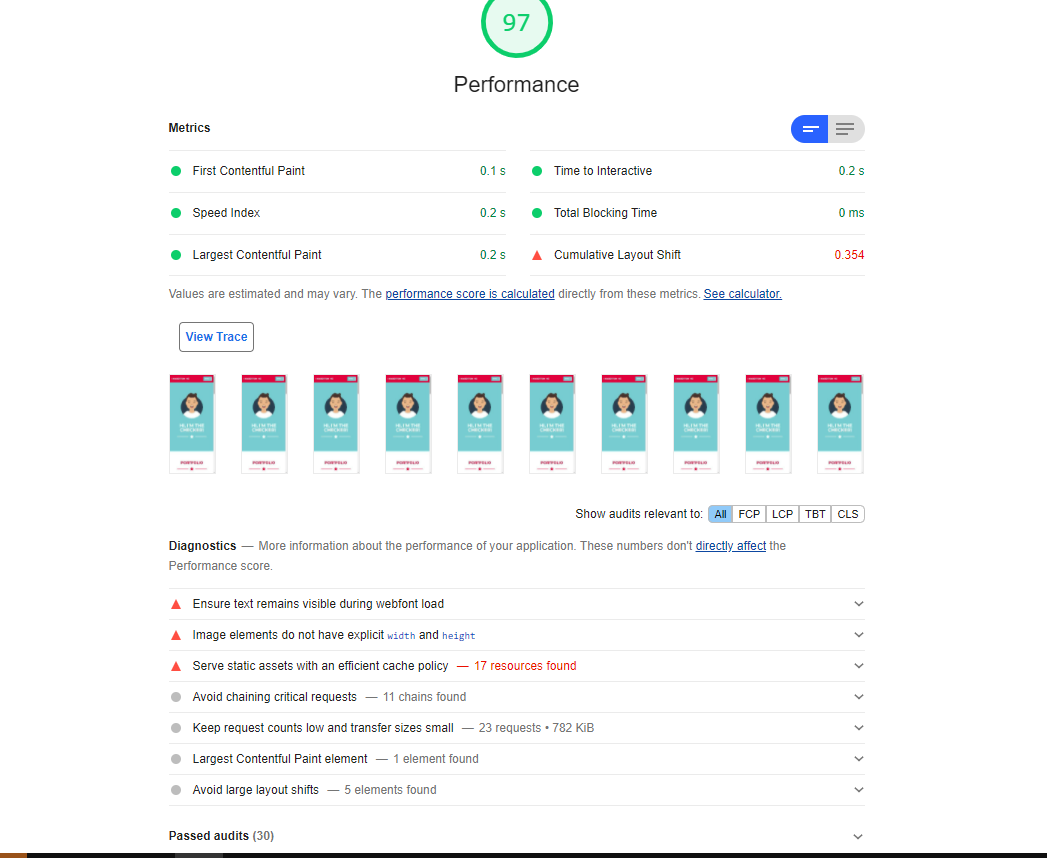 97
Performance
Metrics
First Contentful Paint 0.1 s
Time to Interactive 0.2 s
Speed Index 0.2 s
Total Blocking Time 0 ms
Largest Contentful Paint 0.2 s
Cumulative Layout Shift 0.354
Values are estimated and may vary. The performance score is calculated directly from these metrics. See calculator.
View Trace
Show audits relevant to: All FCP LCP TBT CLS
Diagnostics — More information about the performance of your application. These numbers don't directly affect the
Performance score.
Ensure text remains visible during webfont load
Image elements do not have explicit width and height
Serve static assets with an efficient cache policy — 17 resources found
Avoid chaining critical requests — 11 chains found
Keep request counts low and transfer sizes small — 23 requests • 782 KiB
Largest Contentful Paint element — 1 element found
Avoid large layout shifts — 5 elements found
Passed audits (30)